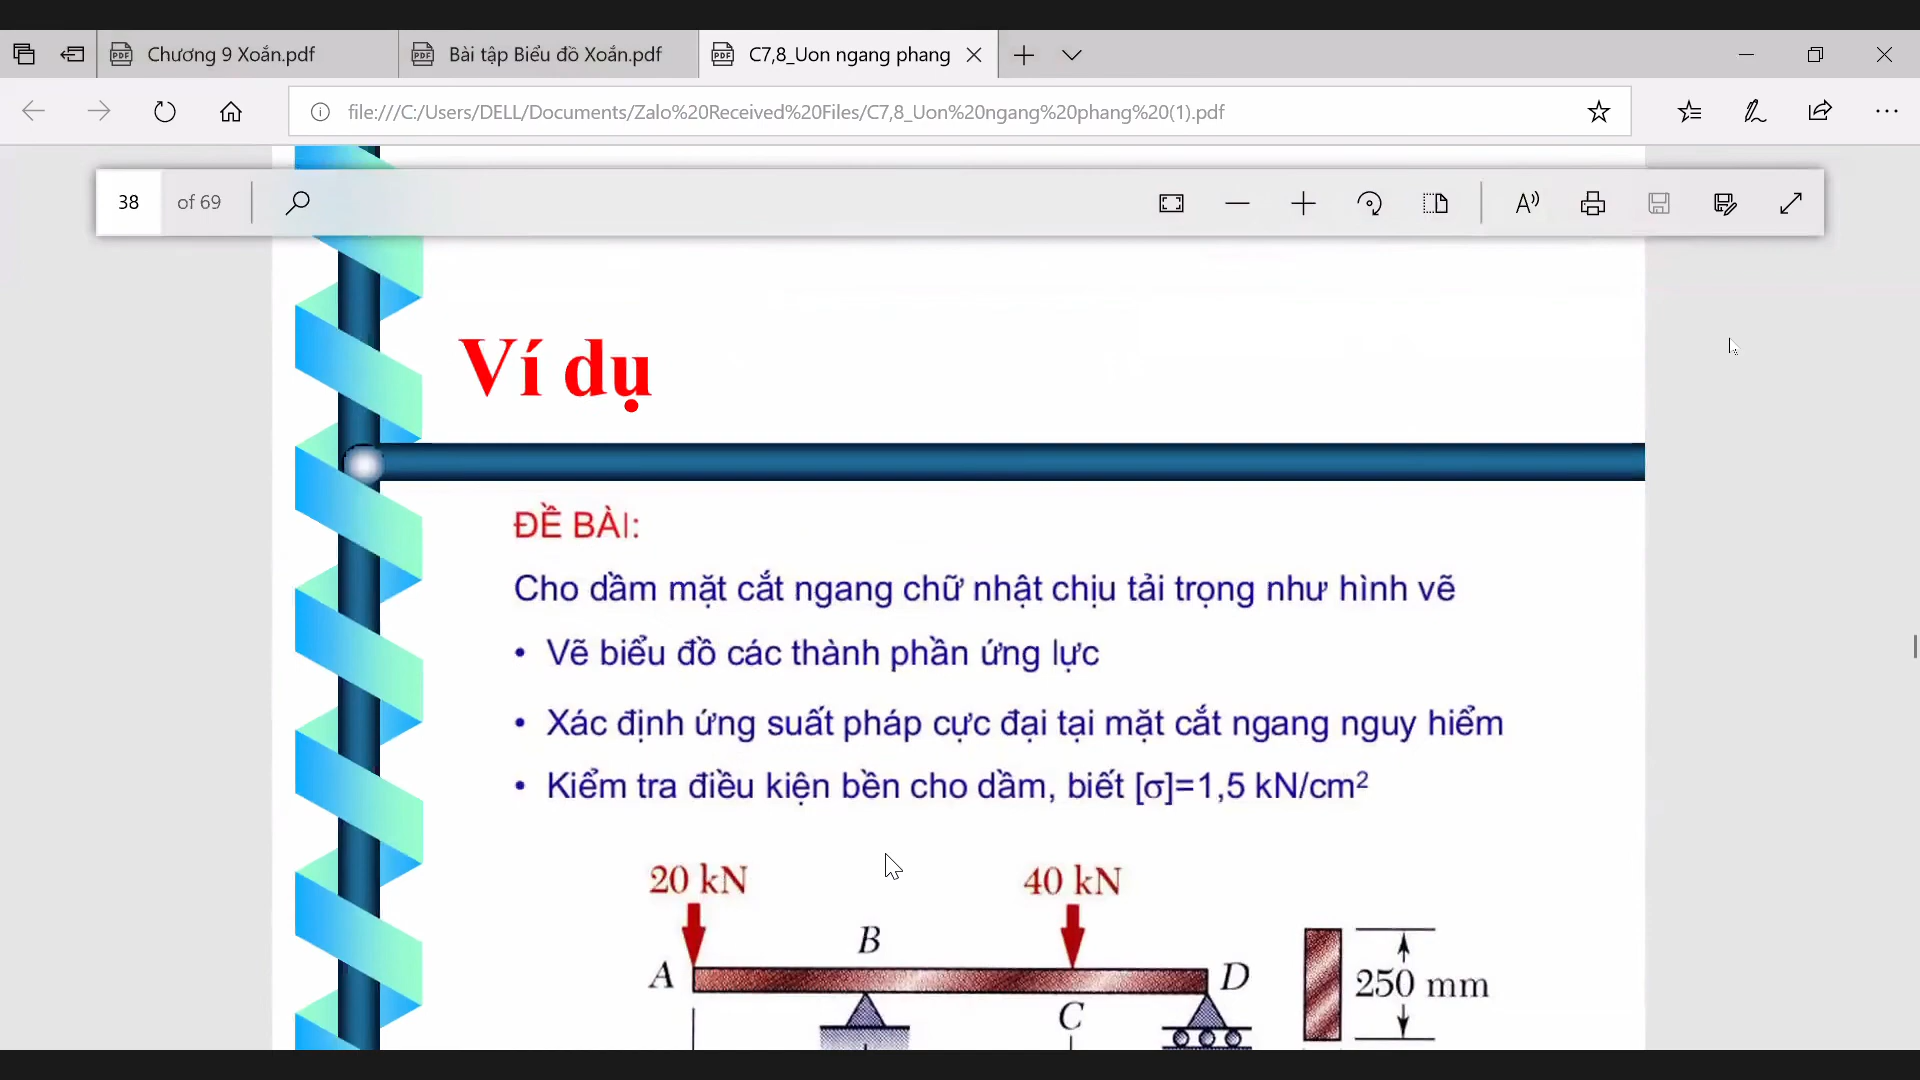 Chương 9 Xoắn.pdf
Bài tập Biểu đồ Xoắn.pdf
C7,8_Uon ngang phang
file:///C:/Users/DELL/Documents/Zalo%20Received%20Files/C7,8_Uon%20ngang%20phang%20(1).pdf
38 of 69
Ví dụ
ĐỀ BÀI:
Cho dầm mặt cắt ngang chữ nhật chịu tải trọng như hình vẽ
• Vẽ biểu đồ các thành phần ứng lực
• Xác định ứng suất pháp cực đại tại mặt cắt ngang nguy hiểm
• Kiểm tra điều kiện bền cho dầm, biết [σ]=1,5 kN/cm²
20 kN
40 kN
B
A
D
250 mm
C